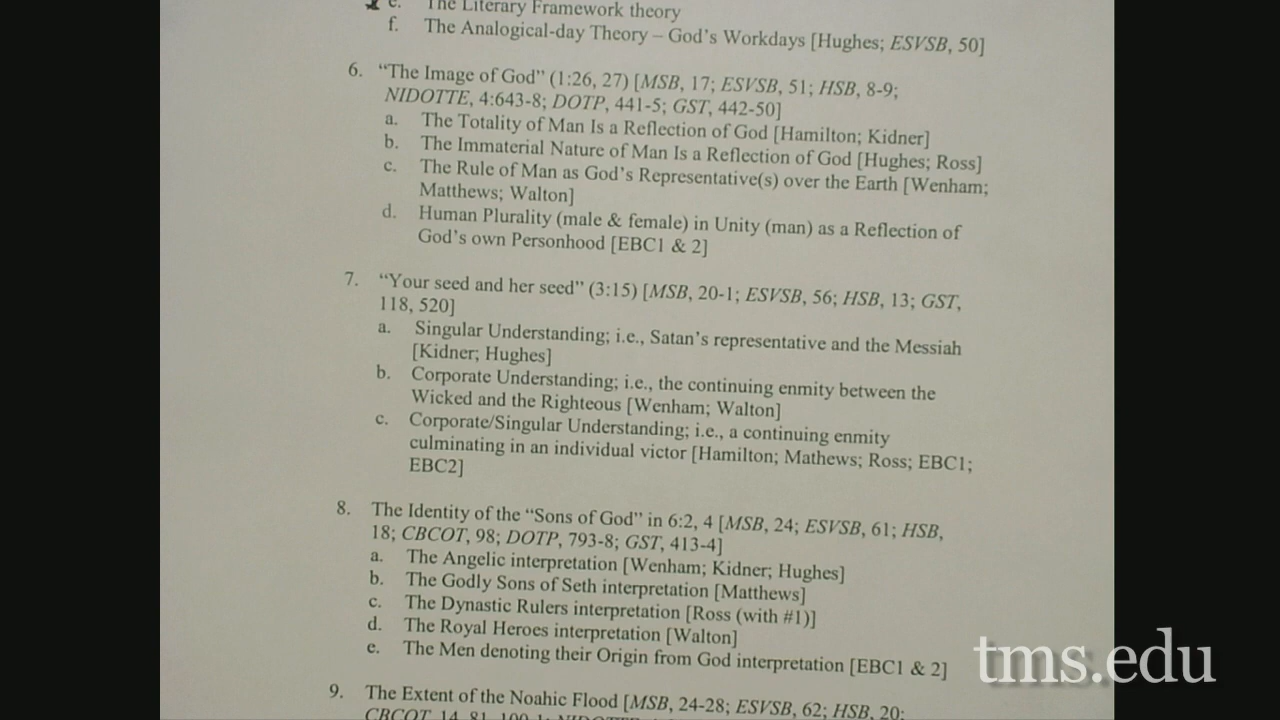 e. The Literary Framework theory
f. The Analogical-day Theory – God's Workdays [Hughes; ESVSB, 50]
6. "The Image of God" (1:26, 27) [MSB, 17; ESVSB, 51; HSB, 8-9;
NIDOTTE, 4:643-8; DOTP, 441-5; GST, 442-50]
a. The Totality of Man Is a Reflection of God [Hamilton; Kidner]
b. The Immaterial Nature of Man Is a Reflection of God [Hughes; Ross]
c. The Rule of Man as God's Representative(s) over the Earth [Wenham;
Matthews; Walton]
d. Human Plurality (male & female) in Unity (man) as a Reflection of
God's own Personhood [EBC1 & 2]
7. "Your seed and her seed" (3:15) [MSB, 20-1; ESVSB, 56; HSB, 13; GST,
118, 520]
a. Singular Understanding; i.e., Satan's representative and the Messiah
[Kidner; Hughes]
b. Corporate Understanding; i.e., the continuing enmity between the
Wicked and the Righteous [Wenham; Walton]
c. Corporate/Singular Understanding; i.e., a continuing enmity
culminating in an individual victor [Hamilton; Mathews; Ross; EBC1;
EBC2]
8. The Identity of the "Sons of God" in 6:2, 4 [MSB, 24; ESVSB, 61; HSB,
18; CBCOT, 98; DOTP, 793-8; GST, 413-4]
a. The Angelic interpretation [Wenham; Kidner; Hughes]
b. The Godly Sons of Seth interpretation [Matthews]
c. The Dynastic Rulers interpretation [Ross (with #1)]
d. The Royal Heroes interpretation [Walton]
e. The Men denoting their Origin from God interpretation [EBC1 & 2]
9. The Extent of the Noahic Flood [MSB, 24-28; ESVSB, 62; HSB, 20;
CBCOT, 14, 81,
tms.edu